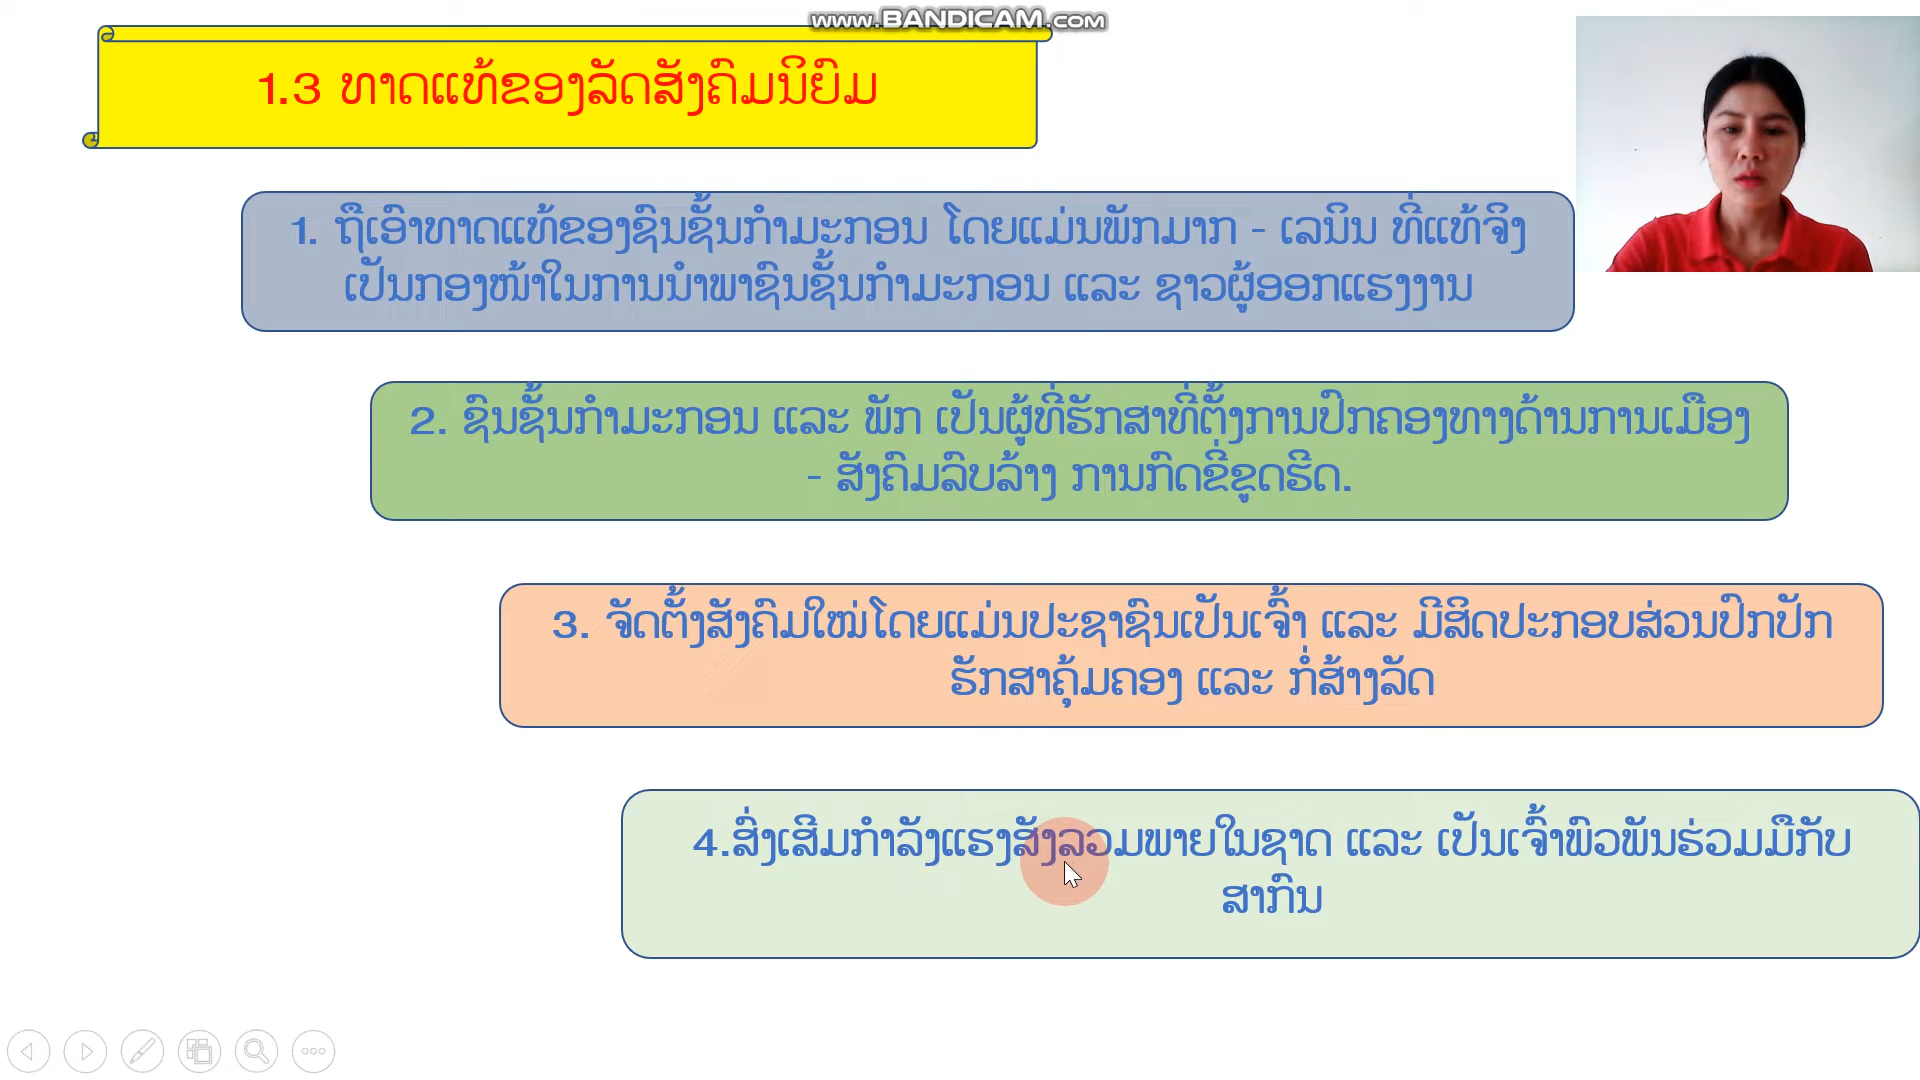 www.BANDICAM.com
1.3 ທາດແທ້ຂອງລັດສັງຄົມນິຍົມ
1. ຖືເອົາທາດແທ້ຂອງຊົນຊັ້ນກຳມະກອນ ໂດຍແມ່ນພັກມາກ - ເລນິນ ທີ່ແທ້ຈິງ
ເປັນກອງໜ້າໃນການນຳພາຊົນຊັ້ນກຳມະກອນ ແລະ ຊາວຜູ້ອອກແຮງງານ
2. ຊົນຊັ້ນກຳມະກອນ ແລະ ພັກ ເປັນຜູ້ທີ່ຮັກສາທີ່ຕັ້ງການປົກຄອງທາງດ້ານການເມືອງ
- ສັງຄົມລົບລ້າງ ການກົດຂີ່ຂູດຮີດ.
3. ຈັດຕັ້ງສັງຄົມໃໝ່ໂດຍແມ່ນປະຊາຊົນເປັນເຈົ້າ ແລະ ມີສິດປະກອບສ່ວນປົກປັກ
ຮັກສາຄຸ້ມຄອງ ແລະ ກໍ່ສ້າງລັດ
4.ສົ່ງເສີມກຳລັງແຮງສັງລວມພາຍໃນຊາດ ແລະ ເປັນເຈົ້າພົວພັນຮ່ວມມືກັບ
ສາກົນ